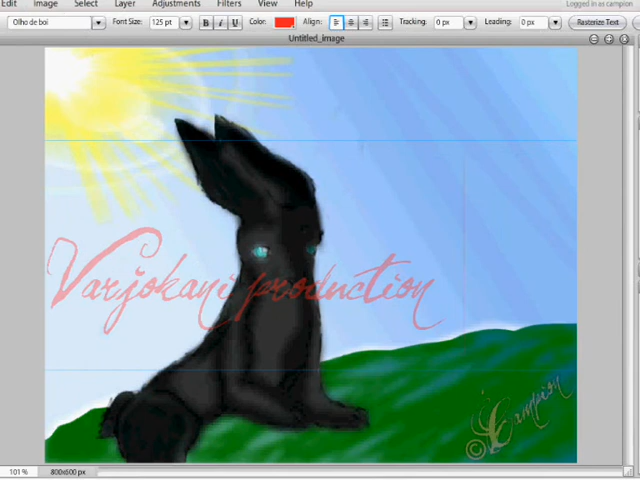 Edit Image Select Layer Adjustments Filters View Help
Logged in as campion
Olho de boi Font Size: 125 pt B I U Color: Align: Tracking: 0 px Leading: 0 px Rasterize Text
Untitled_image
Varjokani production
© Campion
101 % 800x600 px